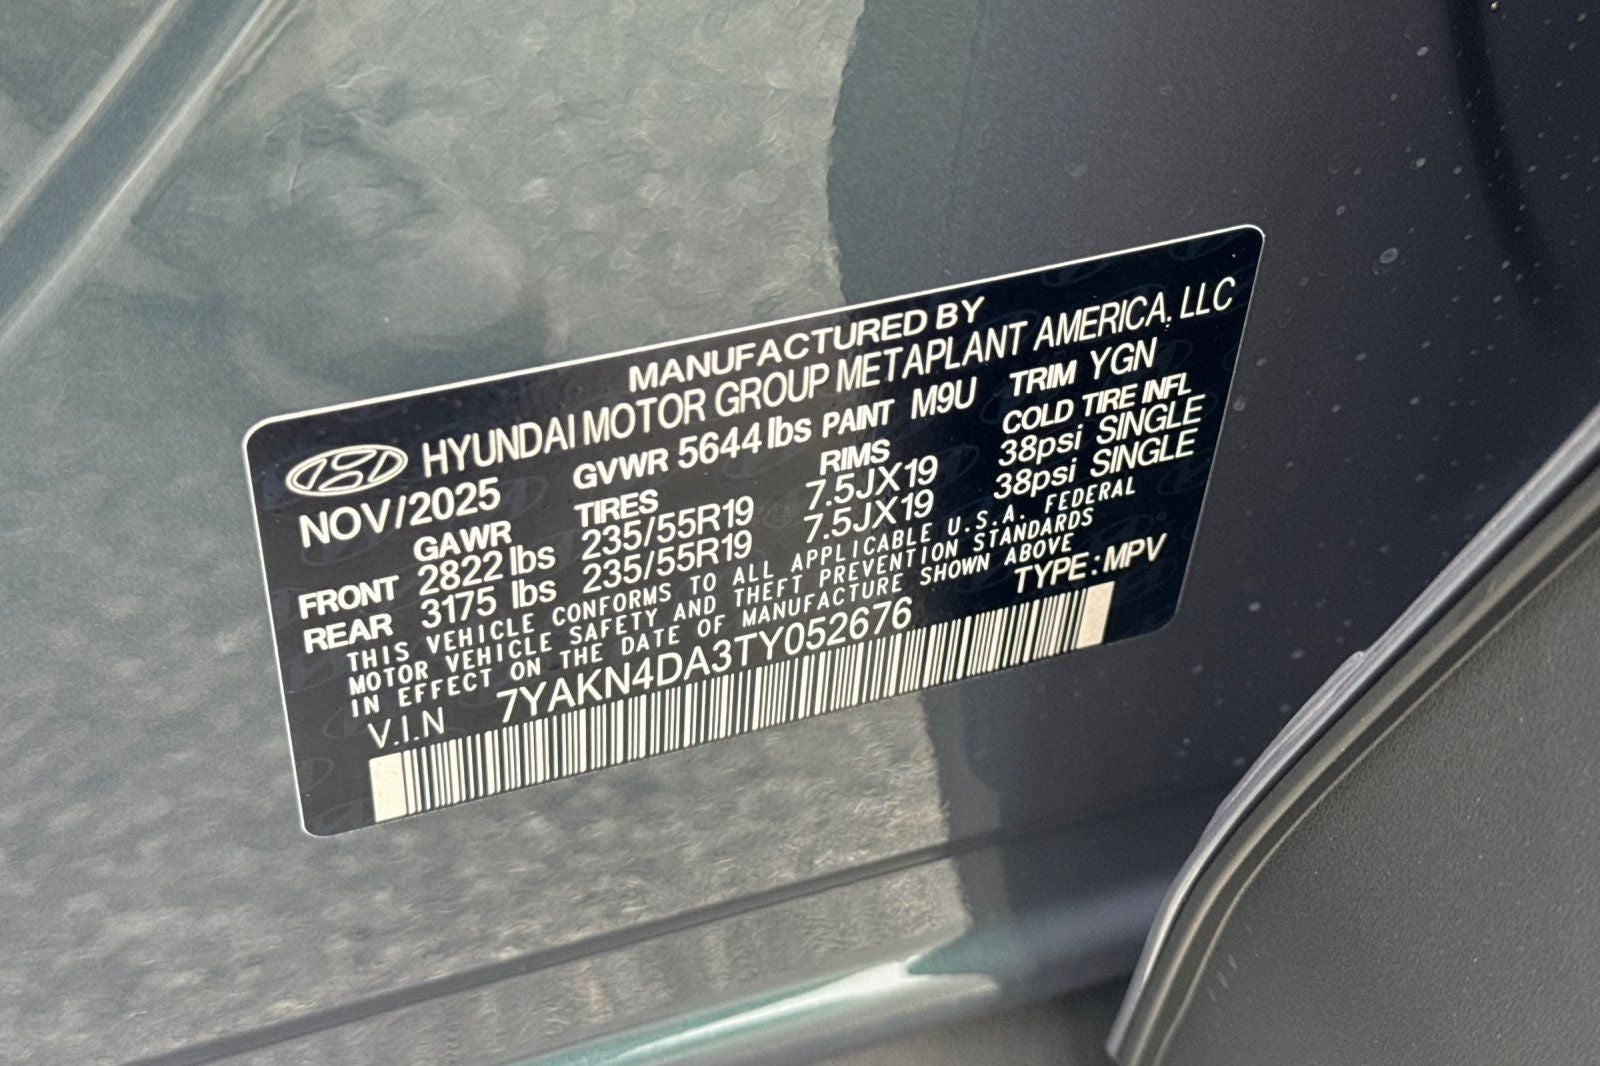 MANUFACTURED BY
HYUNDAI MOTOR GROUP METAPLANT AMERICA, LLC
NOV/2025 GVWR 5644 lbs PAINT M9U TRIM YGN
GAWR TIRES RIMS COLD TIRE INFL
FRONT 2822 lbs 235/55R19 7.5JX19 38psi SINGLE
REAR 3175 lbs 235/55R19 7.5JX19 38psi SINGLE
THIS VEHICLE CONFORMS TO ALL APPLICABLE U.S.A. FEDERAL
MOTOR VEHICLE SAFETY AND THEFT PREVENTION STANDARDS
IN EFFECT ON THE DATE OF MANUFACTURE SHOWN ABOVE
V.I.N 7YAKN4DA3TY052676 TYPE : MPV